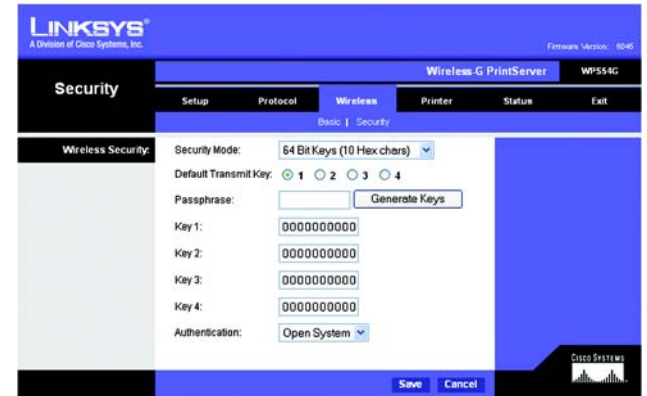 LINKSYS®
A Division of Cisco Systems, Inc.
Firmware Version: 6045
Security
Wireless-G PrintServer WPS54G
Setup Protocol Wireless Printer Status Exit
Basic | Security
Wireless Security:
Security Mode: 64 Bit Keys (10 Hex chars)
Default Transmit Key: 1 2 3 4
Passphrase: Generate Keys
Key 1: 0000000000
Key 2: 0000000000
Key 3: 0000000000
Key 4: 0000000000
Authentication: Open System
Save Cancel
CISCO SYSTEMS